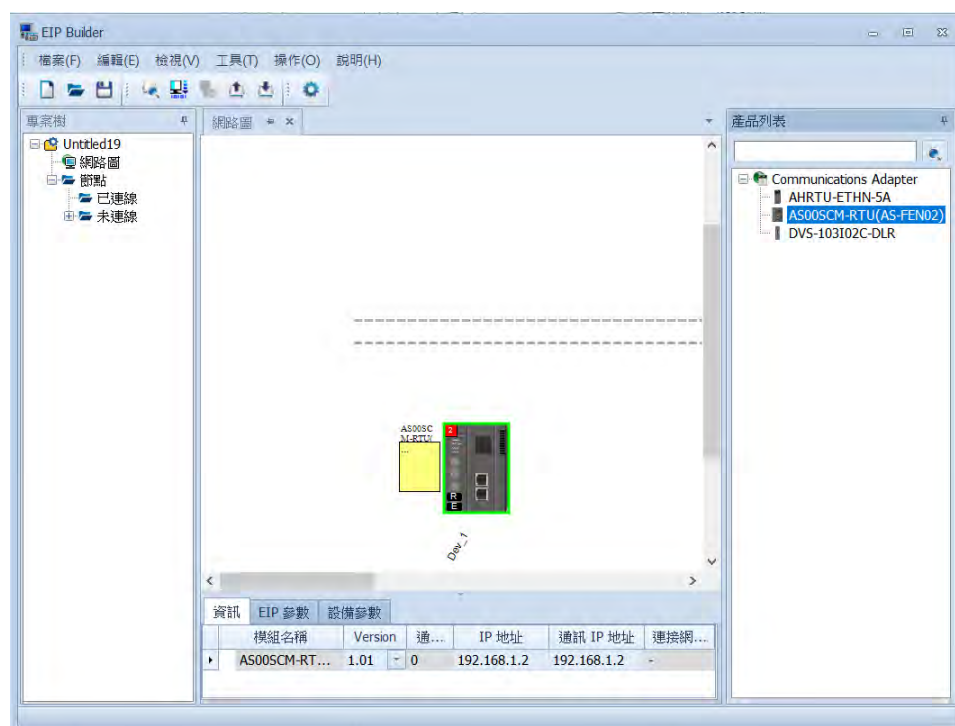 EIP Builder
檔案(F) 編輯(E) 檢視(V) 工具(T) 操作(O) 說明(H)
專案樹
Untitled19
網路圖
節點
已連線
未連線
網路圖
AS00SC
M-RTU(
...
2
R
E
Dev_1
資訊 EIP 參數 設備參數
模組名稱 Version 通... IP 地址 通訊 IP 地址 連接網...
AS00SCM-RT... 1.01 0 192.168.1.2 192.168.1.2 -
產品列表
Communications Adapter
AHRTU-ETHN-5A
AS00SCM-RTU(AS-FEN02)
DVS-103I02C-DLR